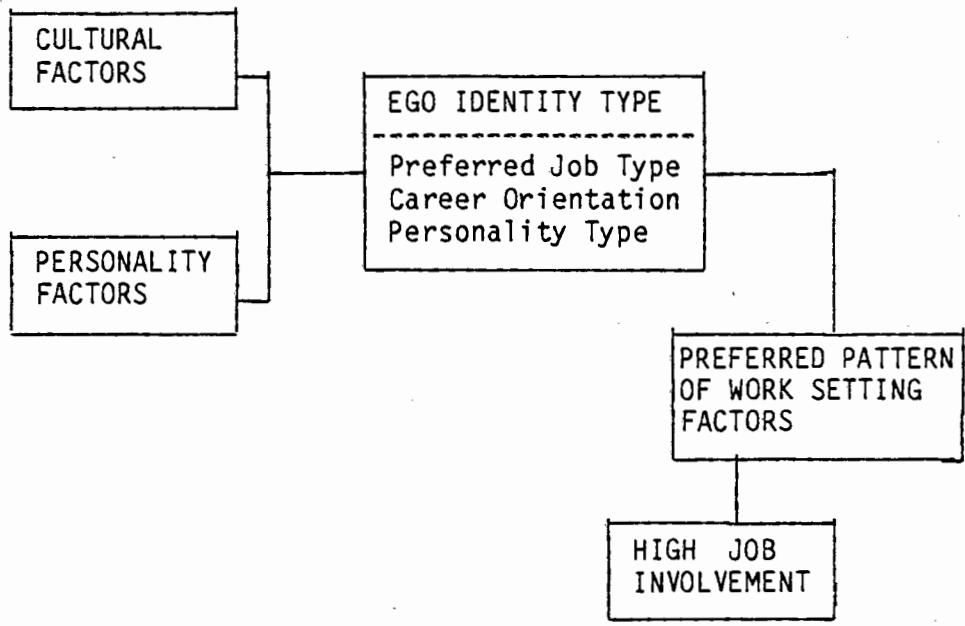 CULTURAL
FACTORS
EGO IDENTITY TYPE
Preferred Job Type
Career Orientation
Personality Type
PERSONALITY
FACTORS
PREFERRED PATTERN
OF WORK SETTING
FACTORS
HIGH JOB
INVOLVEMENT